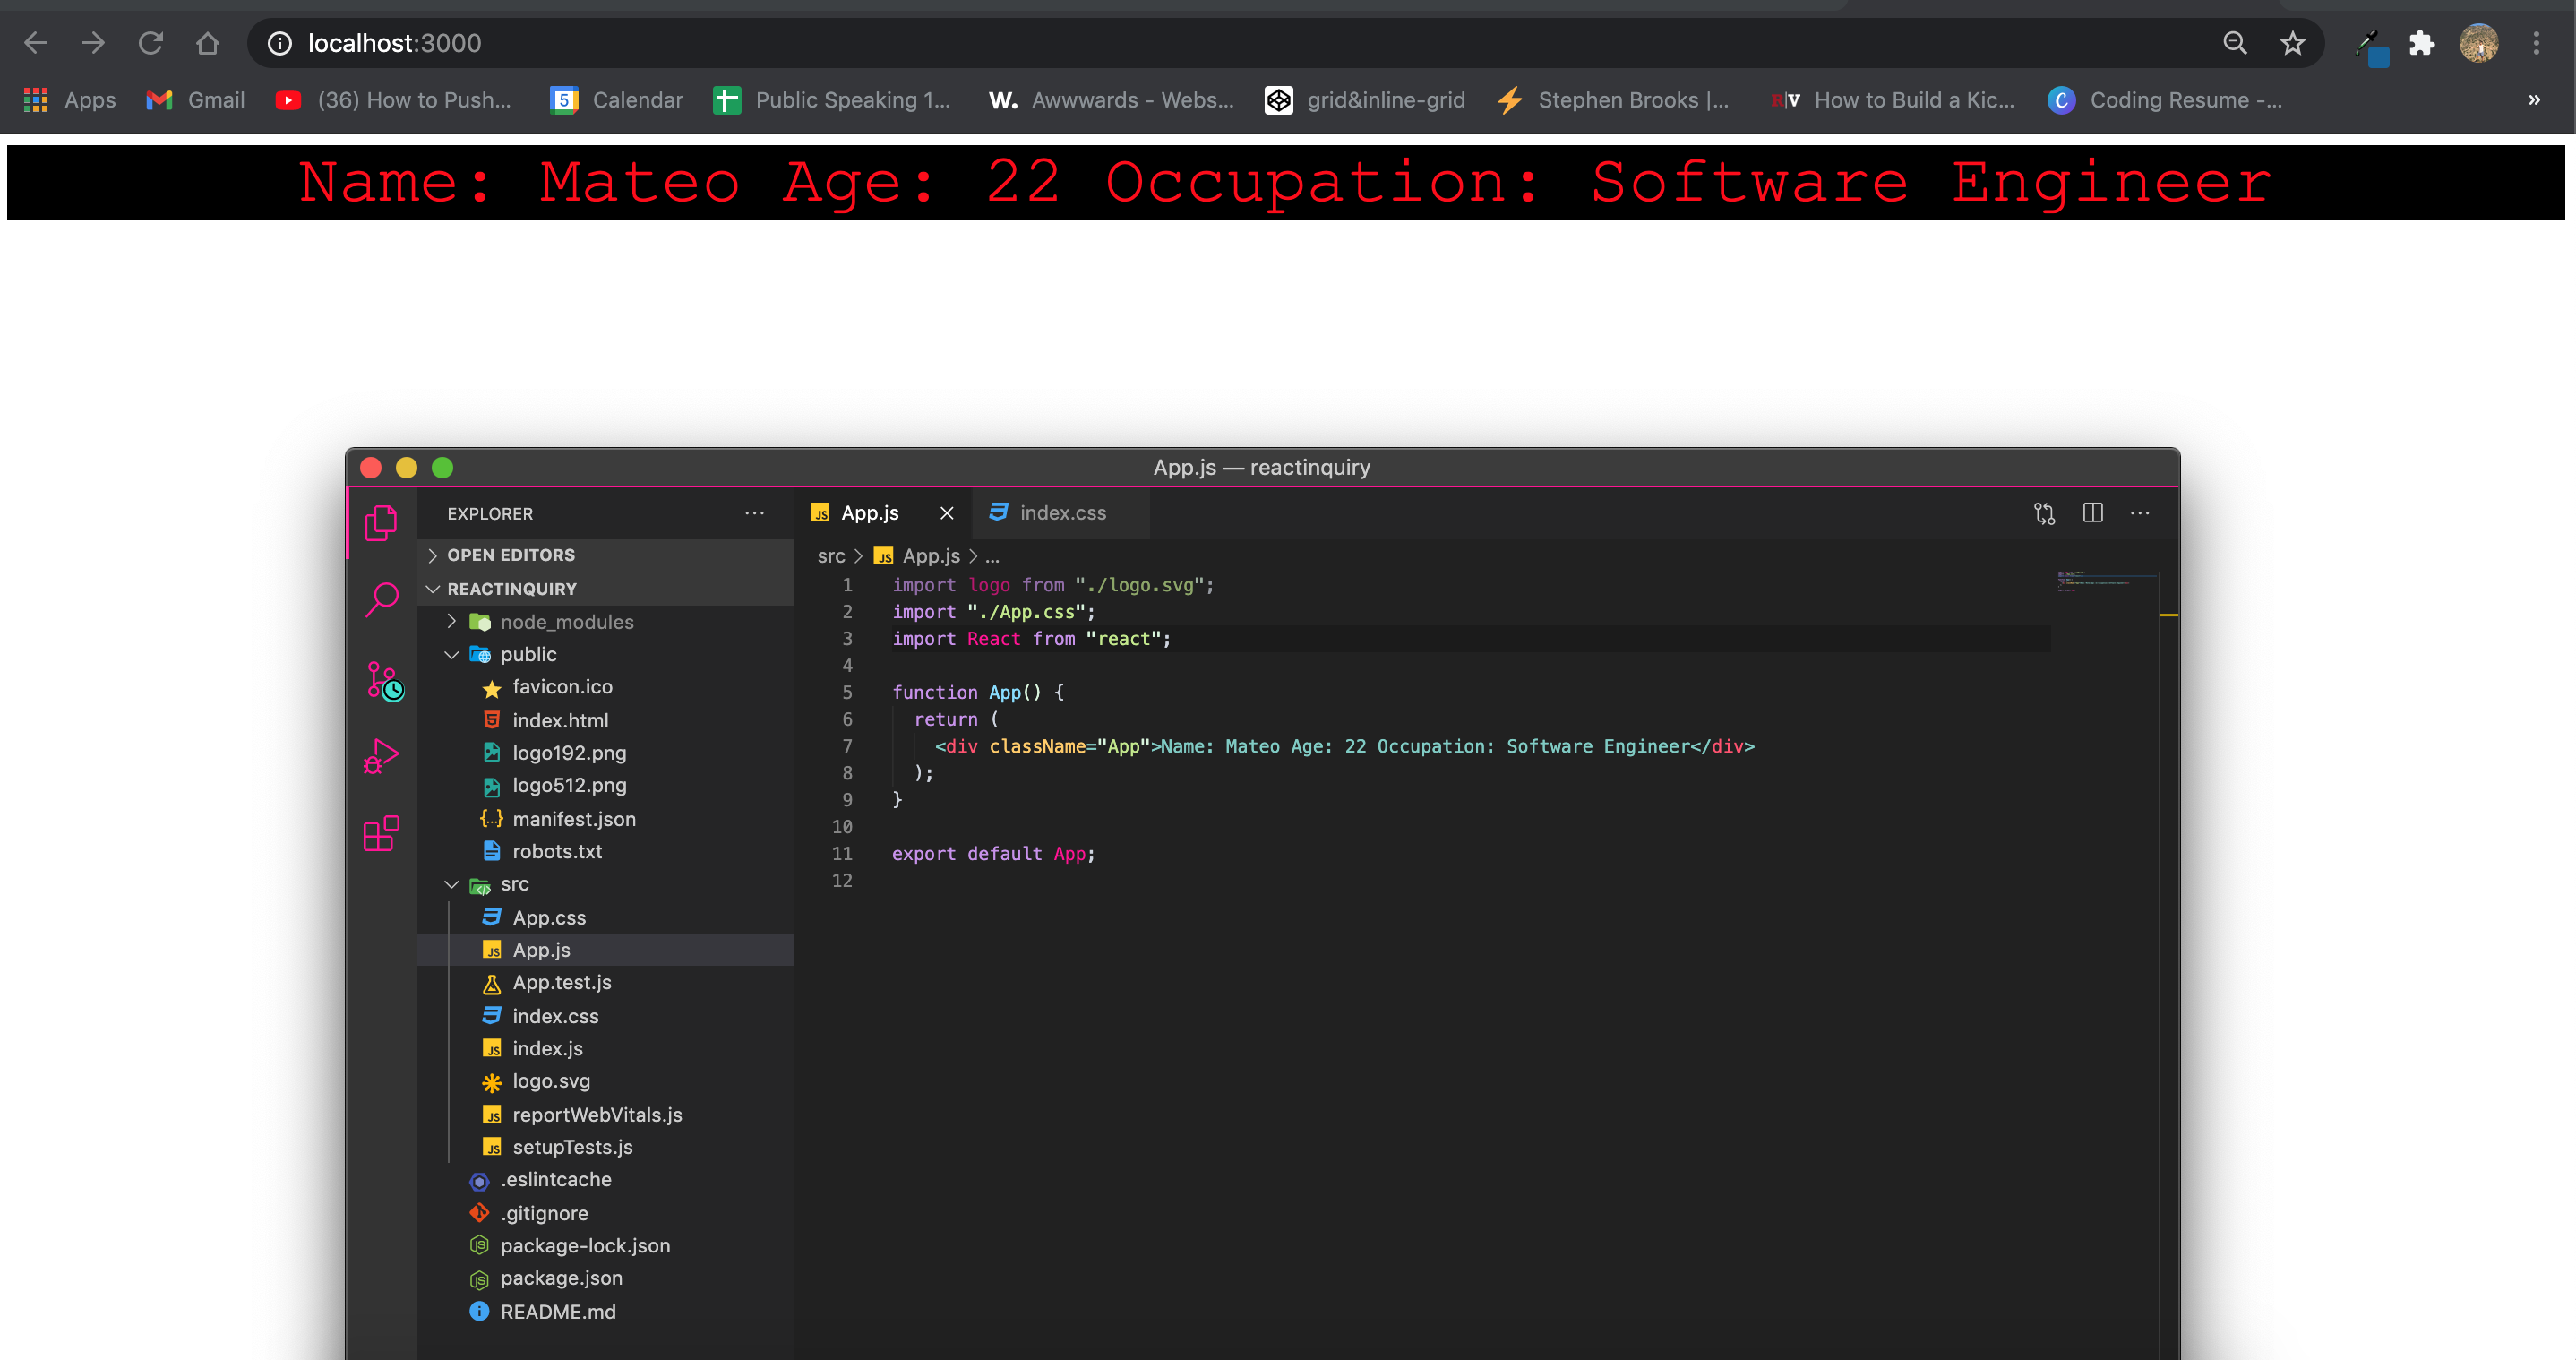 localhost:3000
Apps Gmail (36) How to Push... 5 Calendar Public Speaking 1... W. Awwwards - Webs... grid&inline-grid Stephen Brooks |... R|V How to Build a Kic... C Coding Resume -... »
Name: Mateo Age: 22 Occupation: Software Engineer
App.js — reactinquiry
EXPLORER ...
OPEN EDITORS
REACTINQUIRY
node_modules
public
favicon.ico
index.html
logo192.png
logo512.png
manifest.json
robots.txt
src
App.css
App.js
App.test.js
index.css
index.js
logo.svg
reportWebVitals.js
setupTests.js
.eslintcache
.gitignore
package-lock.json
package.json
README.md
JS App.js × index.css
src > JS App.js > ...
1 import logo from "./logo.svg";
2 import "./App.css";
3 import React from "react";
4
5 function App() {
6 return (
7 <div className="App">Name: Mateo Age: 22 Occupation: Software Engineer</div>
8 );
9 }
10
11 export default App;
12